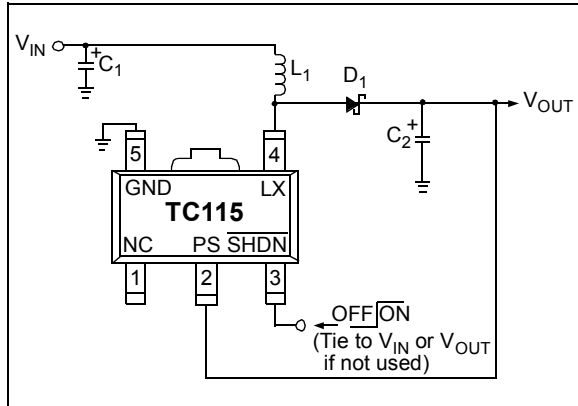 VIN
+
C1
L1
D1
VOUT
C2
+
5
4
GND
LX
TC115
NC
PS
SHDN
1
2
3
OFF ON
(Tie to VIN or VOUT
if not used)